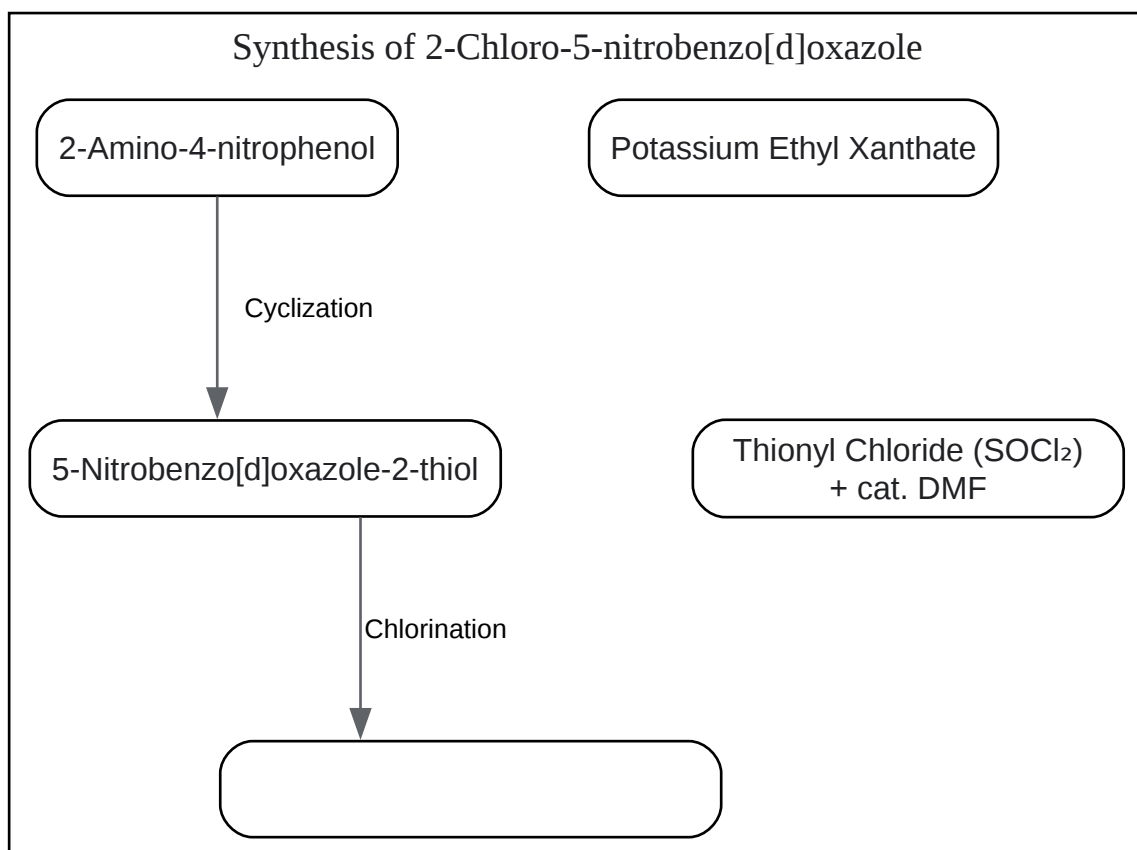 Synthesis of 2-Chloro-5-nitrobenzo[d]oxazole
2-Amino-4-nitrophenol
Potassium Ethyl Xanthate
Cyclization
5-Nitrobenzo[d]oxazole-2-thiol
Thionyl Chloride (SOCl₂)
+ cat. DMF
Chlorination